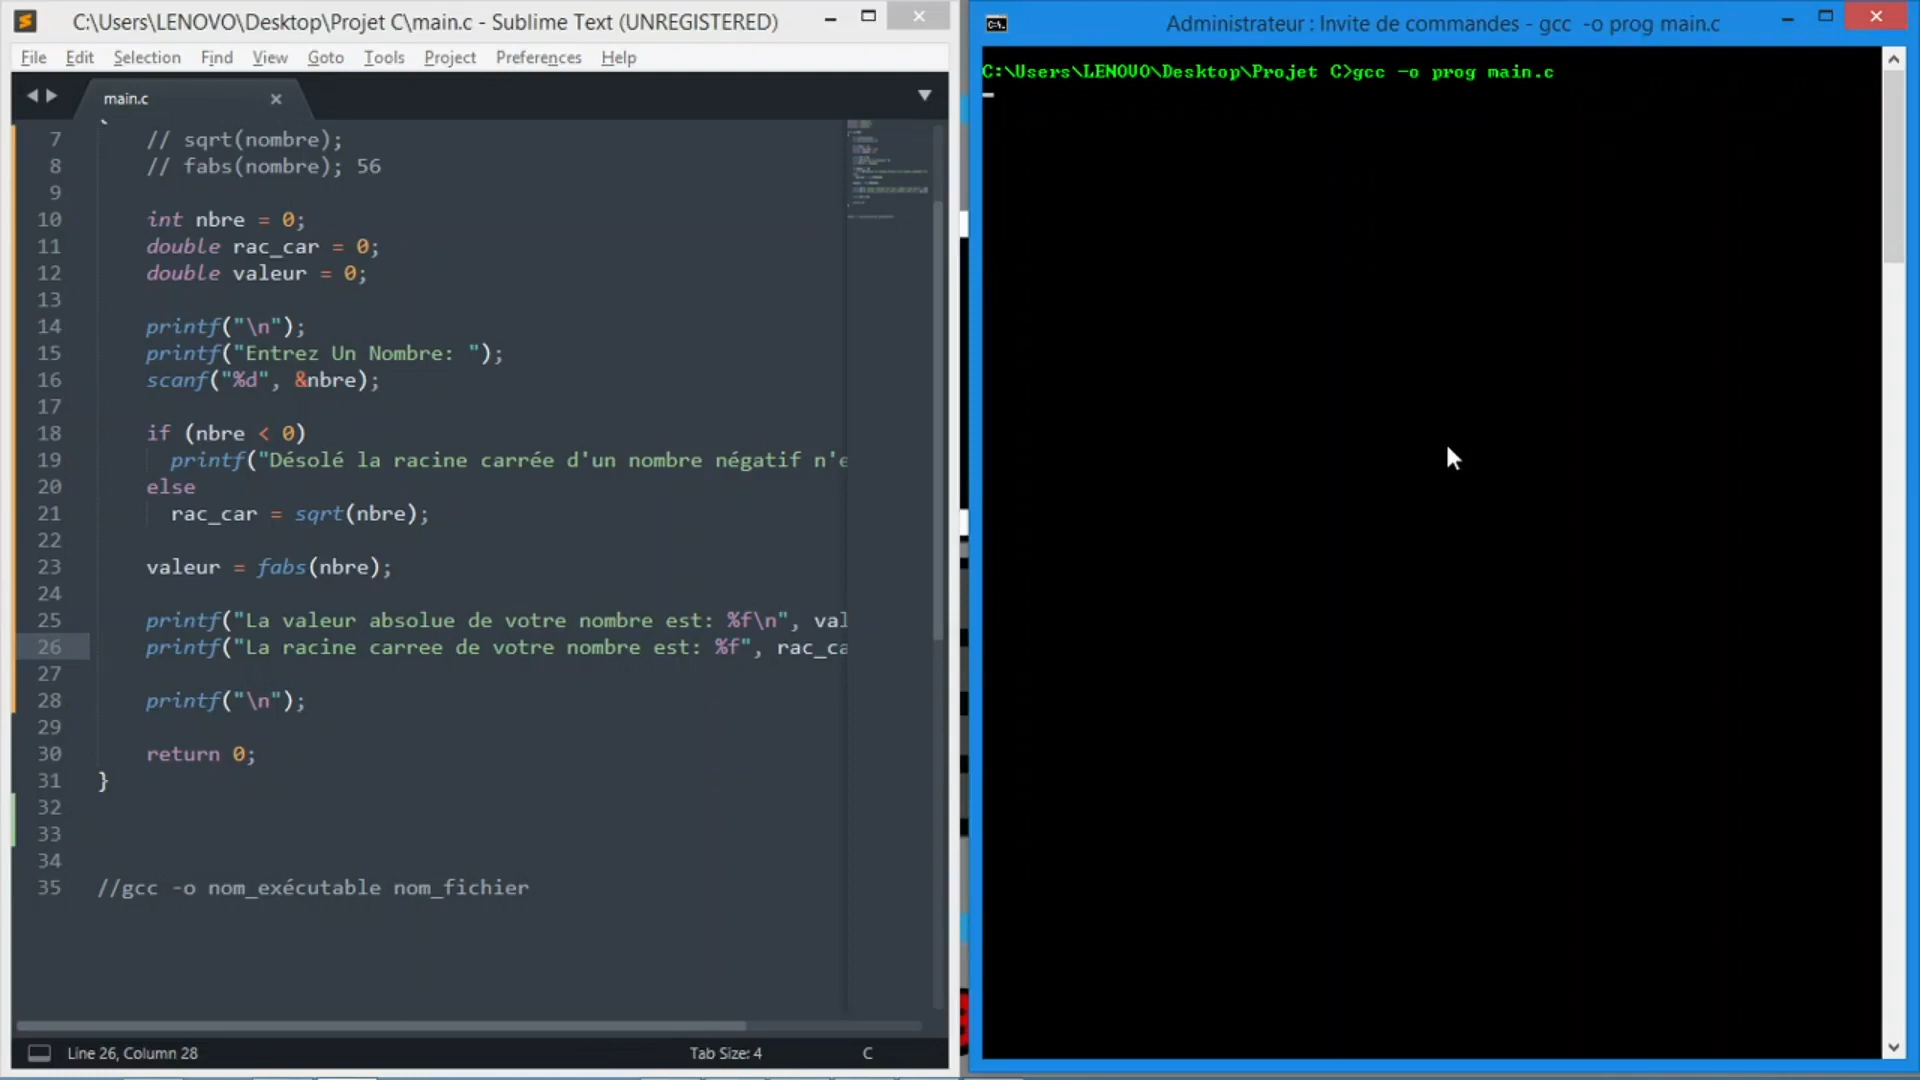 C:\Users\LENOVO\Desktop\Projet C\main.c - Sublime Text (UNREGISTERED)
File Edit Selection Find View Goto Tools Project Preferences Help
main.c
7 // sqrt(nombre);
8 // fabs(nombre); 56
9
10 int nbre = 0;
11 double rac_car = 0;
12 double valeur = 0;
13
14 printf("\n");
15 printf("Entrez Un Nombre: ");
16 scanf("%d", &nbre);
17
18 if (nbre < 0)
19 printf("Désolé la racine carrée d'un nombre négatif n'e
20 else
21 rac_car = sqrt(nbre);
22
23 valeur = fabs(nbre);
24
25 printf("La valeur absolue de votre nombre est: %f\n", val
26 printf("La racine carree de votre nombre est: %f", rac_ca
27
28 printf("\n");
29
30 return 0;
31 }
32
33
34
35 //gcc -o nom_exécutable nom_fichier
Line 26, Column 28 Tab Size: 4 C
Administrateur : Invite de commandes - gcc -o prog main.c
C:\Users\LENOVO\Desktop\Projet C>gcc -o prog main.c